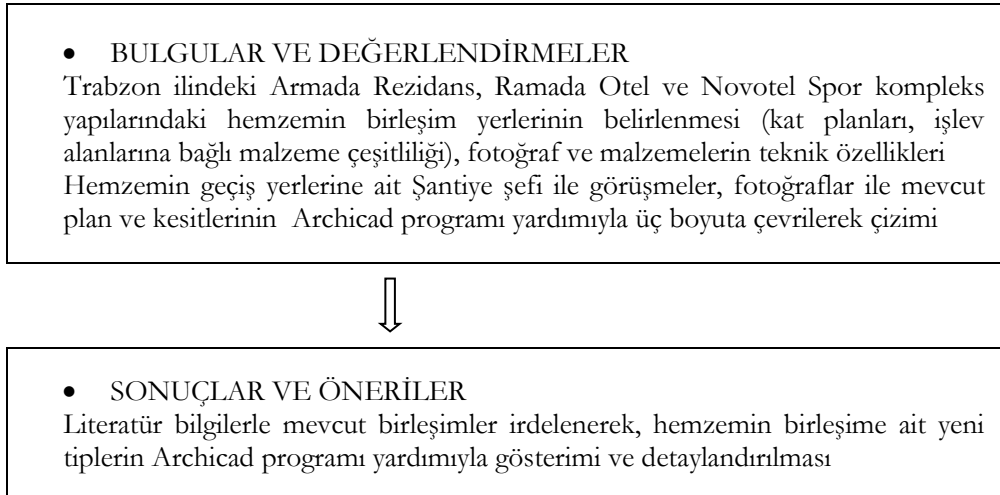 • BULGULAR VE DEĞERLENDİRMELER
Trabzon ilindeki Armada Rezidans, Ramada Otel ve Novotel Spor kompleks
yapılarındaki hemzemin birleşim yerlerinin belirlenmesi (kat planları, işlev
alanlarına bağlı malzeme çeşitliliği), fotoğraf ve malzemelerin teknik özellikleri
Hemzemin geçiş yerlerine ait Şantiye şefi ile görüşmeler, fotoğraflar ile mevcut
plan ve kesitlerinin Archicad programı yardımıyla üç boyuta çevrilerek çizimi
• SONUÇLAR VE ÖNERİLER
Literatür bilgilerle mevcut birleşimler irdelenerek, hemzemin birleşime ait yeni
tiplerin Archicad programı yardımıyla gösterimi ve detaylandırılması